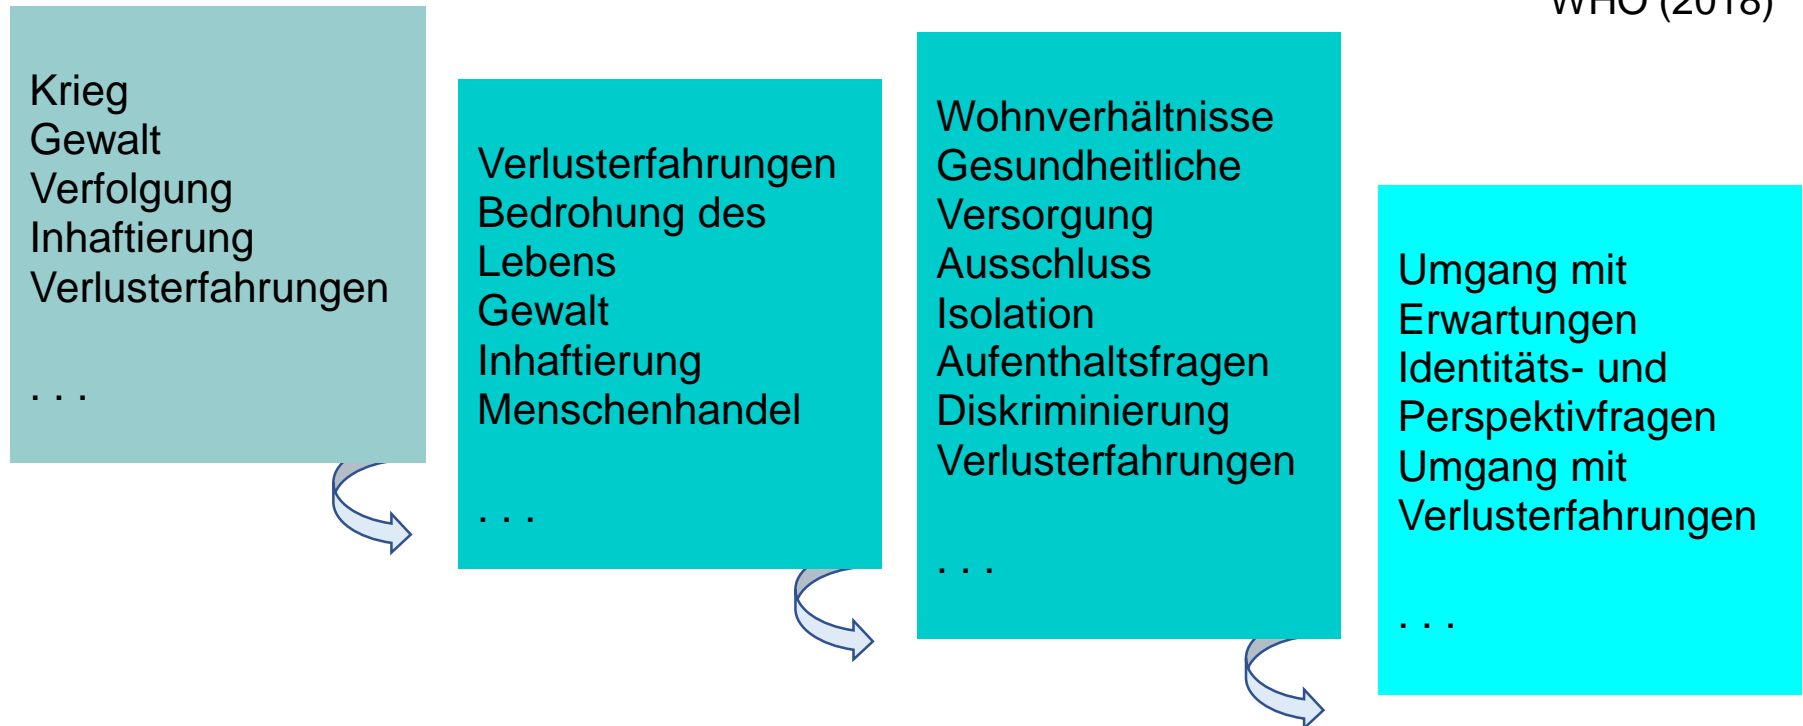 WHO (2018)
Krieg
Gewalt
Verfolgung
Inhaftierung
Verlusterfahrungen
. . .
Verlusterfahrungen
Bedrohung des
Lebens
Gewalt
Inhaftierung
Menschenhandel
. . .
Wohnverhältnisse
Gesundheitliche
Versorgung
Ausschluss
Isolation
Aufenthaltsfragen
Diskriminierung
Verlusterfahrungen
. . .
Umgang mit
Erwartungen
Identitäts- und
Perspektivfragen
Umgang mit
Verlusterfahrungen
. . .